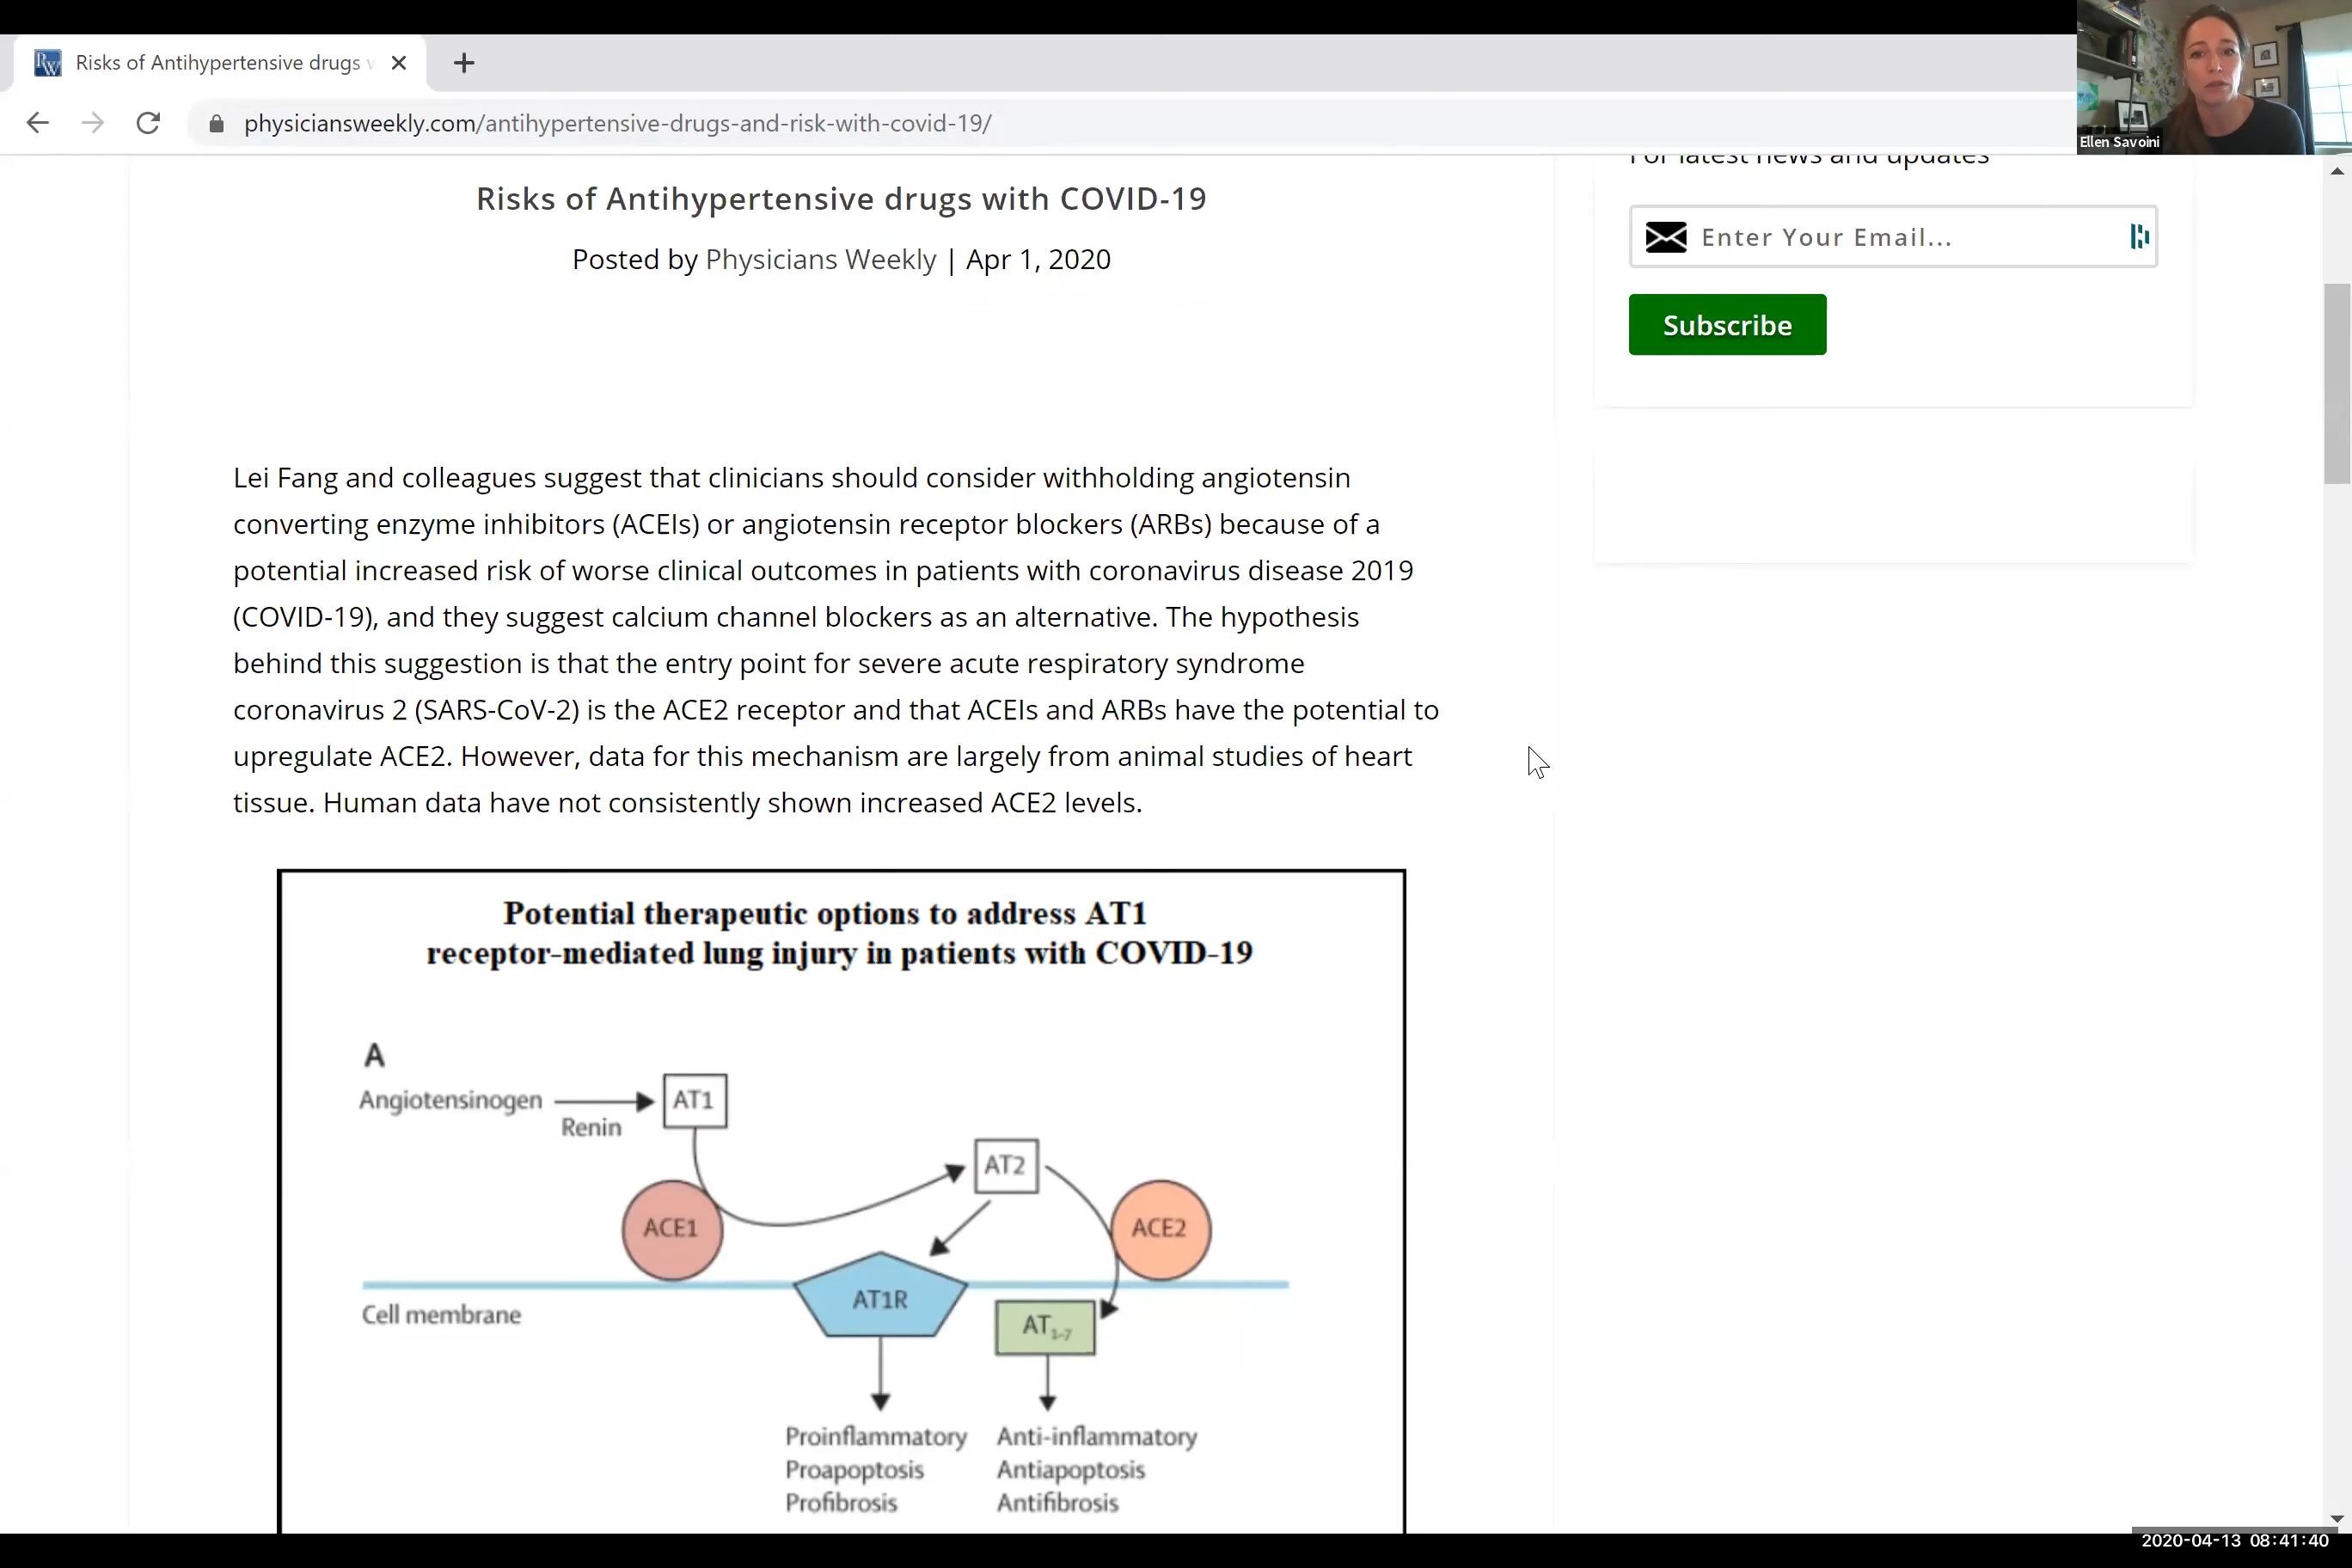 Risks of Antihypertensive drugs
physiciansweekly.com/antihypertensive-drugs-and-risk-with-covid-19/
Ellen Savoini
For latest news and updates
Enter Your Email...
Subscribe
Risks of Antihypertensive drugs with COVID-19
Posted by Physicians Weekly | Apr 1, 2020
Lei Fang and colleagues suggest that clinicians should consider withholding angiotensin
converting enzyme inhibitors (ACEIs) or angiotensin receptor blockers (ARBs) because of a
potential increased risk of worse clinical outcomes in patients with coronavirus disease 2019
(COVID-19), and they suggest calcium channel blockers as an alternative. The hypothesis
behind this suggestion is that the entry point for severe acute respiratory syndrome
coronavirus 2 (SARS-CoV-2) is the ACE2 receptor and that ACEIs and ARBs have the potential to
upregulate ACE2. However, data for this mechanism are largely from animal studies of heart
tissue. Human data have not consistently shown increased ACE2 levels.
Potential therapeutic options to address AT1
receptor-mediated lung injury in patients with COVID-19
A
Angiotensinogen
Renin
AT1
AT2
ACE1
ACE2
AT1R
Cell membrane
AT1-7
Proinflammatory
Proapoptosis
Profibrosis
Anti-inflammatory
Antiapoptosis
Antifibrosis
2020-04-13 08:41:40